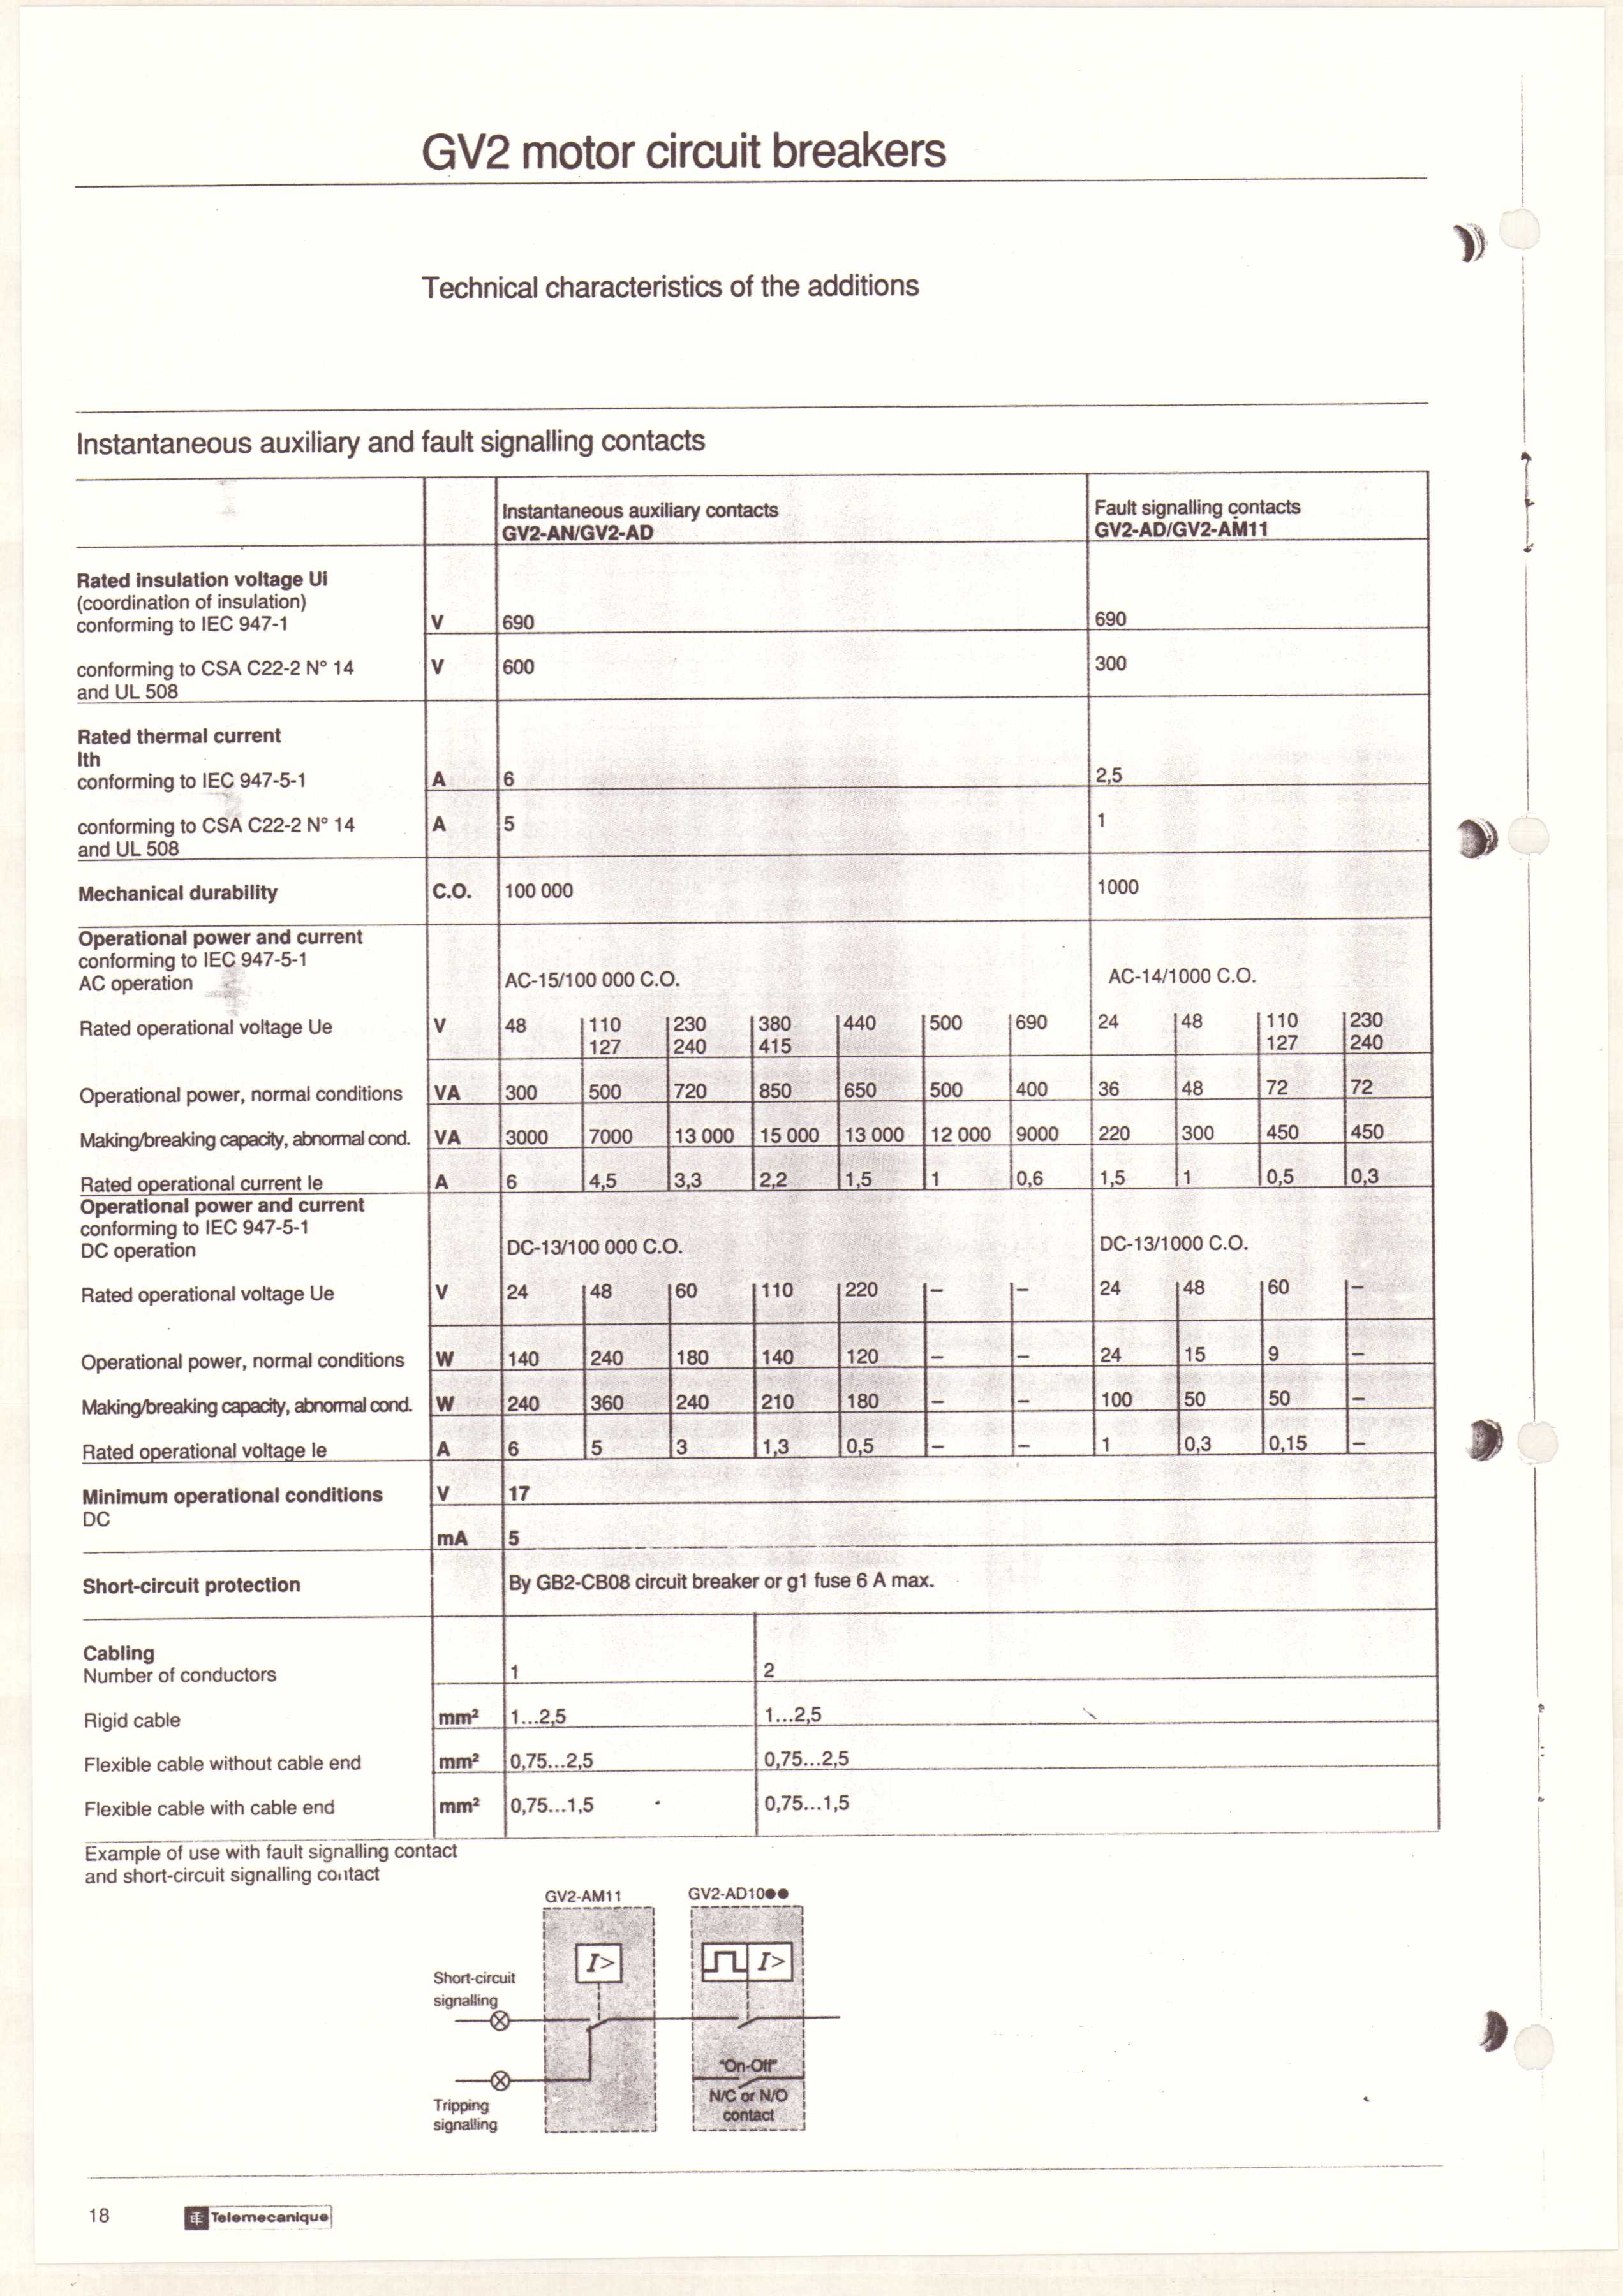 GV2 motor circuit breakers
Technical characteristics of the additions
Instantaneous auxiliary and fault signalling contacts
Instantaneous auxiliary contacts Fault signalling contacts
GV2-AN/GV2-AD GV2-AD/GV2-AM11
Rated insulation voltage Ui
(coordination of insulation)
conforming to IEC 947-1 V 690 690
conforming to CSA C22-2 N° 14 V 600 300
and UL 508
Rated thermal current
Ith
conforming to IEC 947-5-1 A 6 2,5
conforming to CSA C22-2 N° 14 A 5 1
and UL 508
Mechanical durability C.O. 100 000 1000
Operational power and current
conforming to IEC 947-5-1
AC operation AC-15/100 000 C.O. AC-14/1000 C.O.
Rated operational voltage Ue V 48 110 230 380 440 500 690 24 48 110 230
127 240 415 127 240
Operational power, normal conditions VA 300 500 720 850 650 500 400 36 48 72 72
Making/breaking capacity, abnormal cond. VA 3000 7000 13 000 15 000 13 000 12 000 9000 220 300 450 450
Rated operational current Ie A 6 4,5 3,3 2,2 1,5 1 0,6 1,5 1 0,5 0,3
Operational power and current
conforming to IEC 947-5-1
DC operation DC-13/100 000 C.O. DC-13/1000 C.O.
Rated operational voltage Ue V 24 48 60 110 220 – – 24 48 60 –
Operational power, normal conditions W 140 240 180 140 120 – – 24 15 9 –
Making/breaking capacity, abnormal cond. W 240 360 240 210 180 – – 100 50 50 –
Rated operational voltage Ie A 6 5 3 1,3 0,5 – – 1 0,3 0,15 –
Minimum operational conditions V 17
DC
mA 5
Short-circuit protection By GB2-CB08 circuit breaker or g1 fuse 6 A max.
Cabling
Number of conductors 1 2
Rigid cable mm² 1...2,5 1...2,5
Flexible cable without cable end mm² 0,75...2,5 0,75...2,5
Flexible cable with cable end mm² 0,75...1,5 0,75...1,5
Example of use with fault signalling contact
and short-circuit signalling contact
GV2-AM11 GV2-AD10●●
I> I>
Short-circuit
signalling
"On-Off"
N/C or N/O
contact
Tripping
signalling
18 Telemecanique